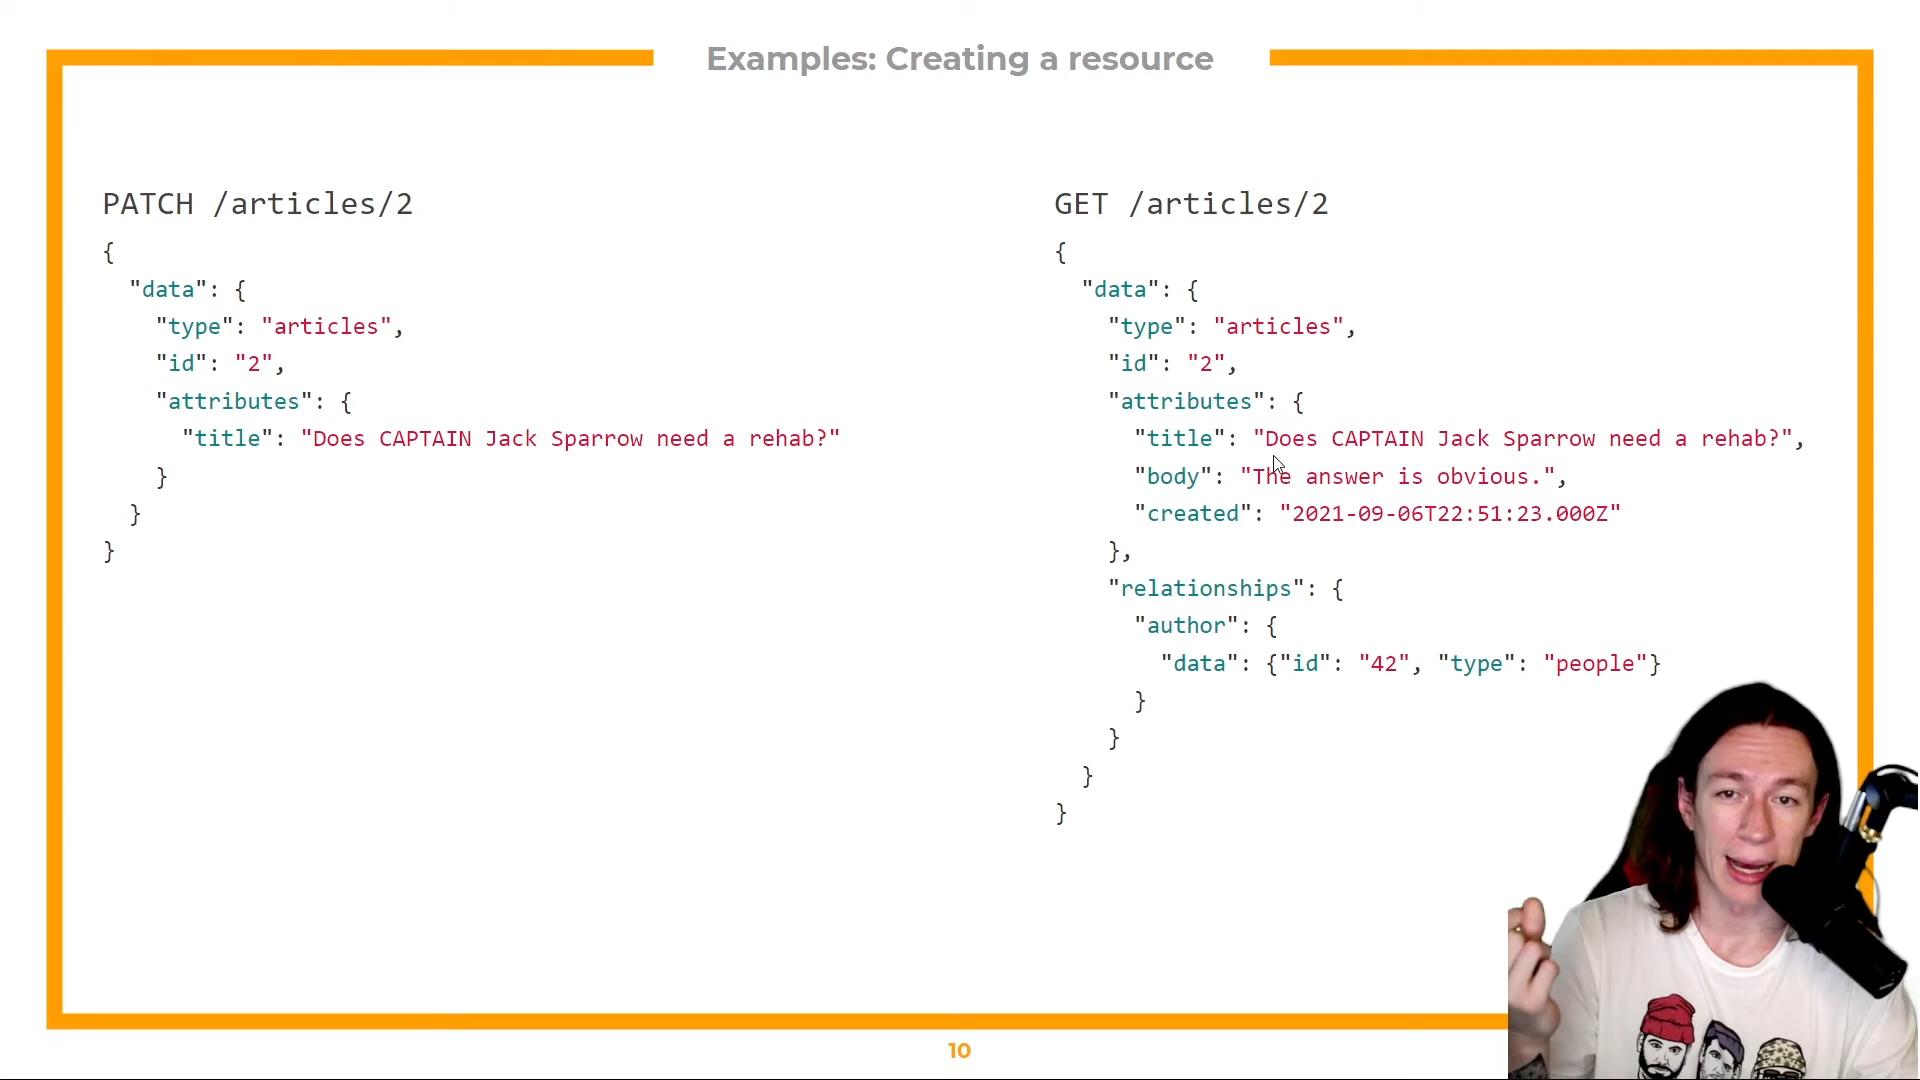 Examples: Creating a resource
PATCH /articles/2
{
  "data": {
    "type": "articles",
    "id": "2",
    "attributes": {
      "title": "Does CAPTAIN Jack Sparrow need a rehab?"
    }
  }
}
GET /articles/2
{
  "data": {
    "type": "articles",
    "id": "2",
    "attributes": {
      "title": "Does CAPTAIN Jack Sparrow need a rehab?",
      "body": "The answer is obvious.",
      "created": "2021-09-06T22:51:23.000Z"
    },
    "relationships": {
      "author": {
        "data": {"id": "42", "type": "people"}
      }
    }
  }
}
10